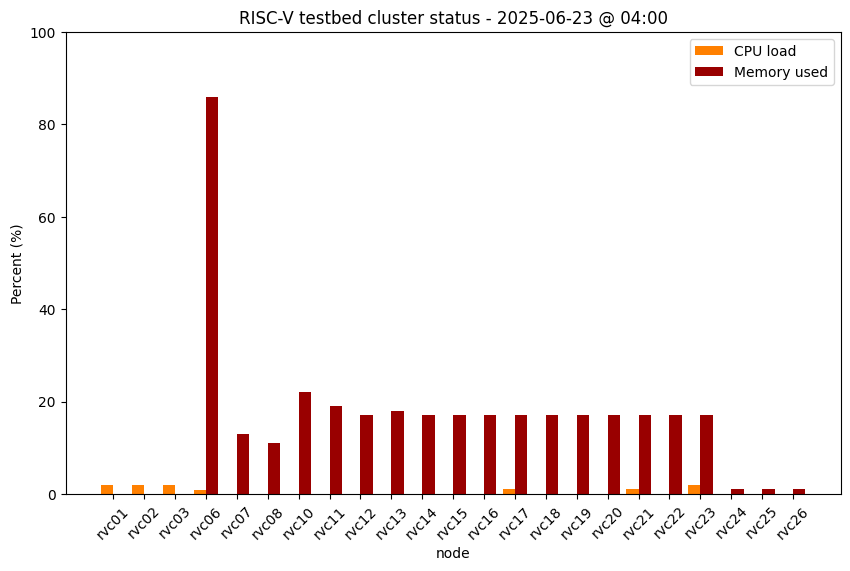 RISC-V testbed cluster status - 2025-06-23 @ 04:00
CPU load
Memory used
Percent (%)
100
80
60
40
20
0
rvc01 rvc02 rvc03 rvc06 rvc07 rvc08 rvc10 rvc11 rvc12 rvc13 rvc14 rvc15 rvc16 rvc17 rvc18 rvc19 rvc20 rvc21 rvc22 rvc23 rvc24 rvc25 rvc26
node